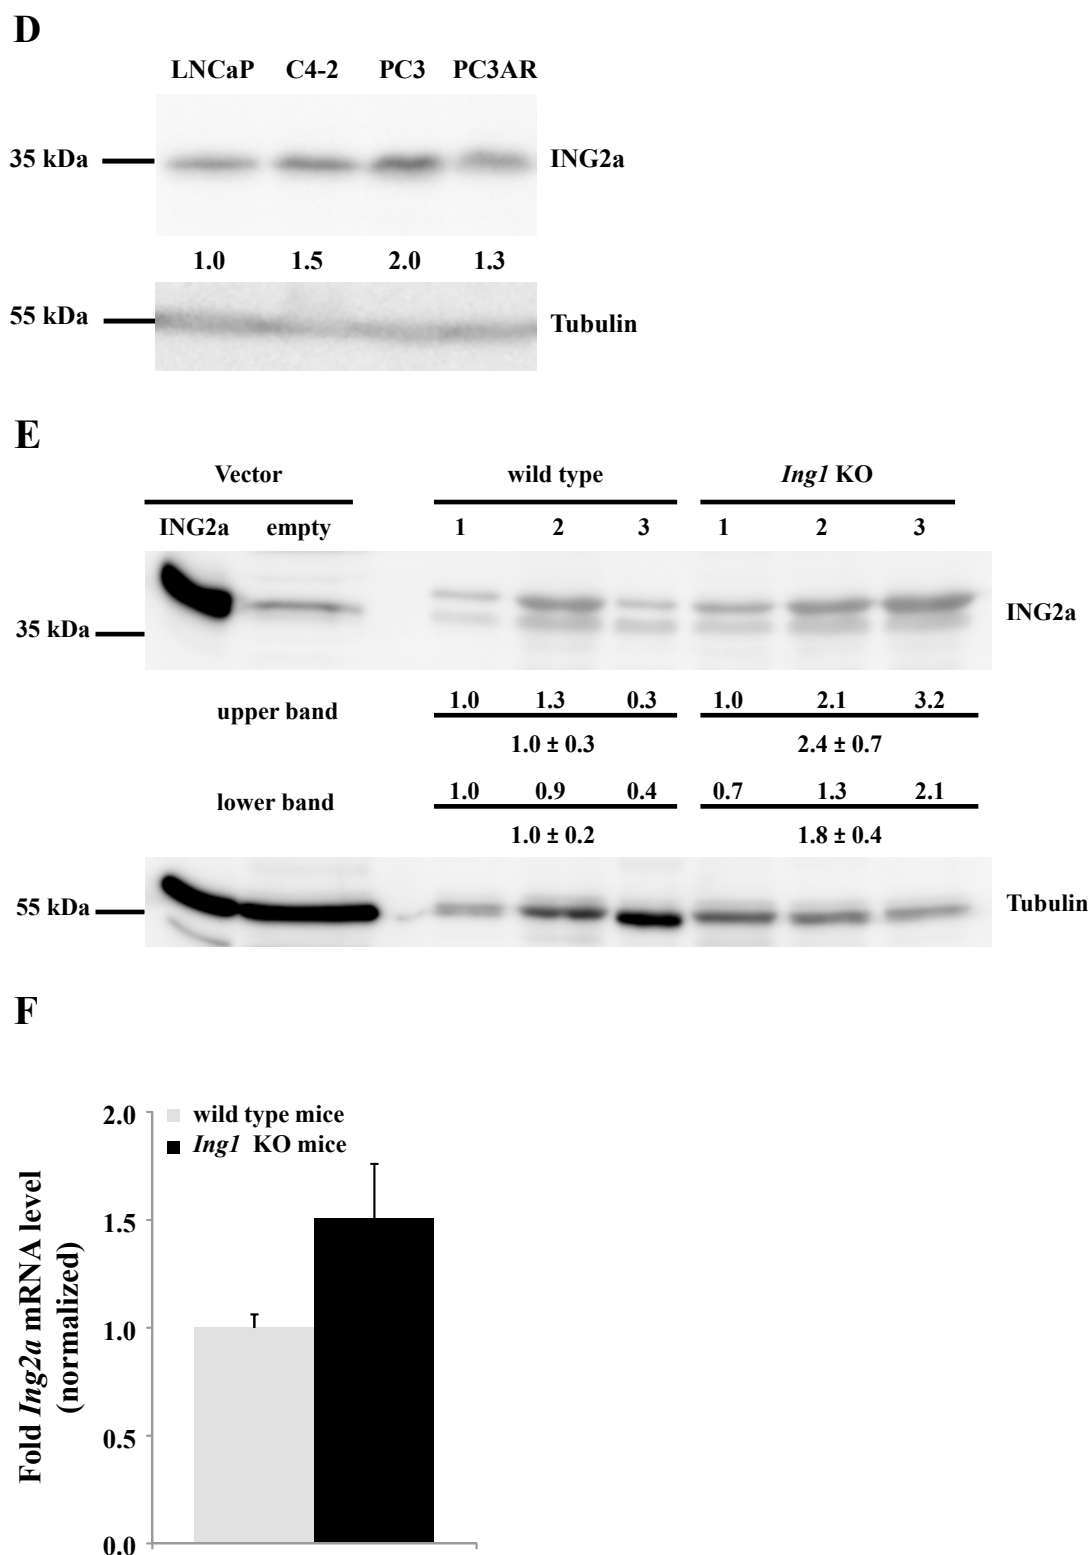 D
LNCaP C4-2 PC3 PC3AR
35 kDa ING2a
1.0 1.5 2.0 1.3
55 kDa Tubulin
E
Vector wild type Ing1 KO
ING2a empty 1 2 3 1 2 3
35 kDa ING2a
upper band 1.0 1.3 0.3 1.0 2.1 3.2
1.0 ± 0.3 2.4 ± 0.7
lower band 1.0 0.9 0.4 0.7 1.3 2.1
1.0 ± 0.2 1.8 ± 0.4
55 kDa Tubulin
F
Fold Ing2a mRNA level
(normalized)
2.0
1.5
1.0
0.5
0.0
wild type mice
Ing1 KO mice